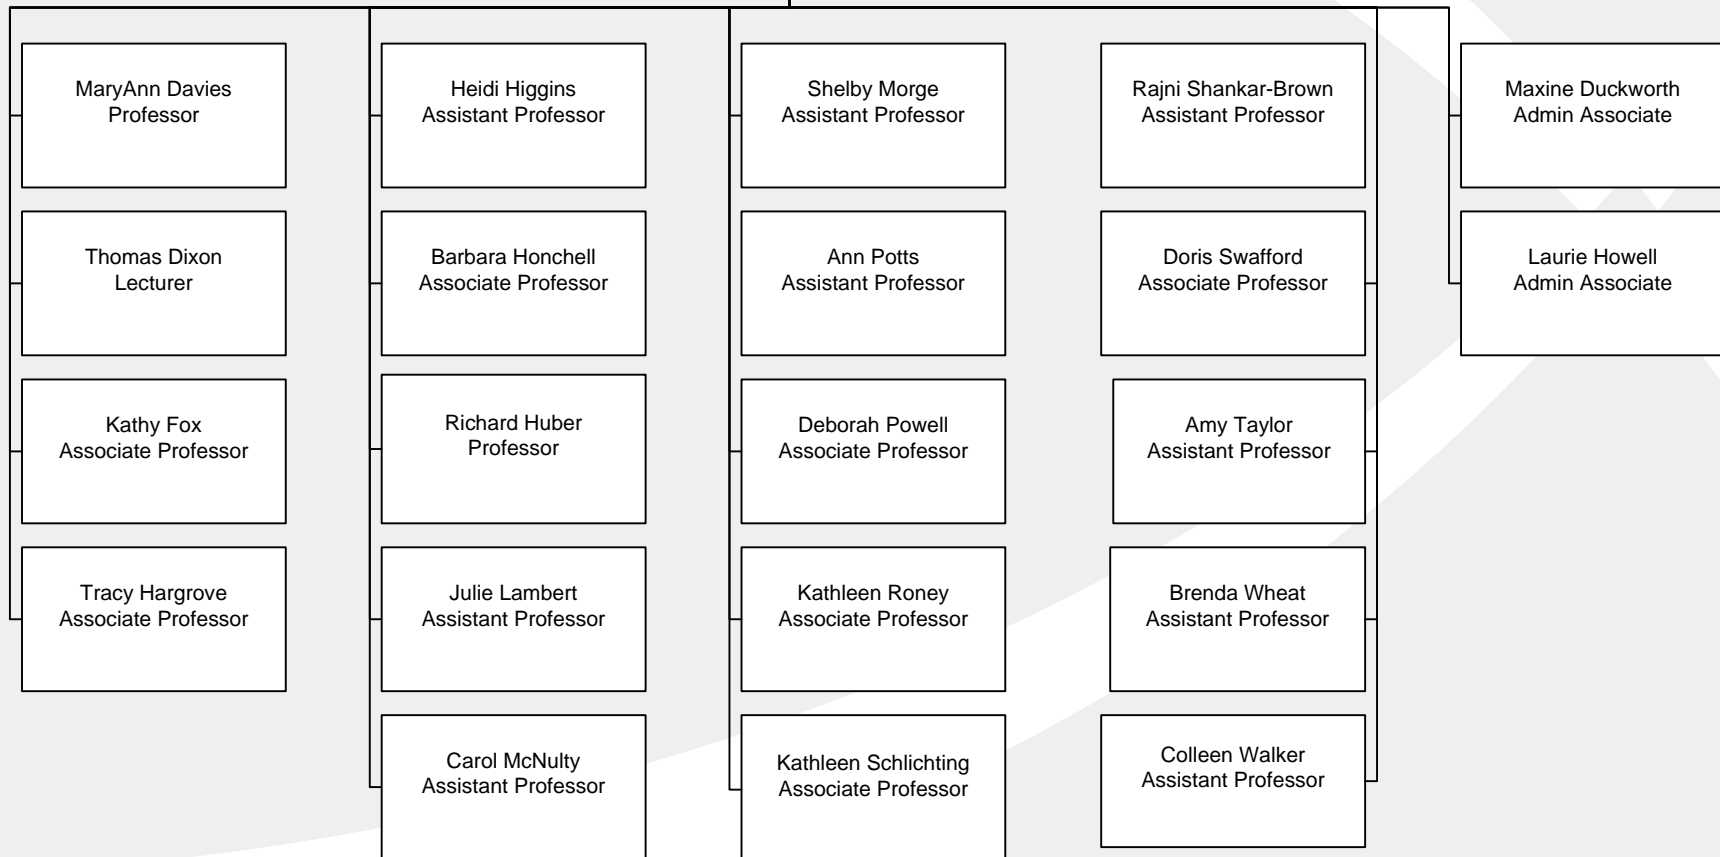 MaryAnn Davies
Professor
Heidi Higgins
Assistant Professor
Shelby Morge
Assistant Professor
Rajni Shankar-Brown
Assistant Professor
Maxine Duckworth
Admin Associate
Thomas Dixon
Lecturer
Barbara Honchell
Associate Professor
Ann Potts
Assistant Professor
Doris Swafford
Associate Professor
Laurie Howell
Admin Associate
Kathy Fox
Associate Professor
Richard Huber
Professor
Deborah Powell
Associate Professor
Amy Taylor
Assistant Professor
Tracy Hargrove
Associate Professor
Julie Lambert
Assistant Professor
Kathleen Roney
Associate Professor
Brenda Wheat
Assistant Professor
Carol McNulty
Assistant Professor
Kathleen Schlichting
Associate Professor
Colleen Walker
Assistant Professor